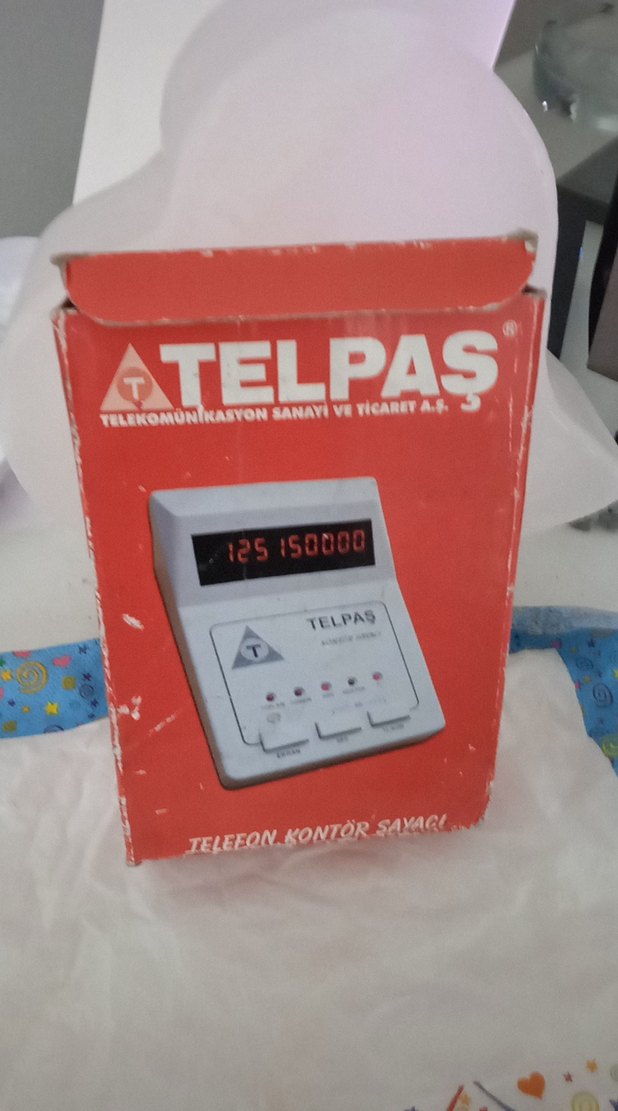 TELPAŞ®
TELEKOMÜNİKASYON SANAYİ VE TİCARET A.Ş.
125 150000
TELPAŞ
T
TELEFON KONTÖR SAYACI